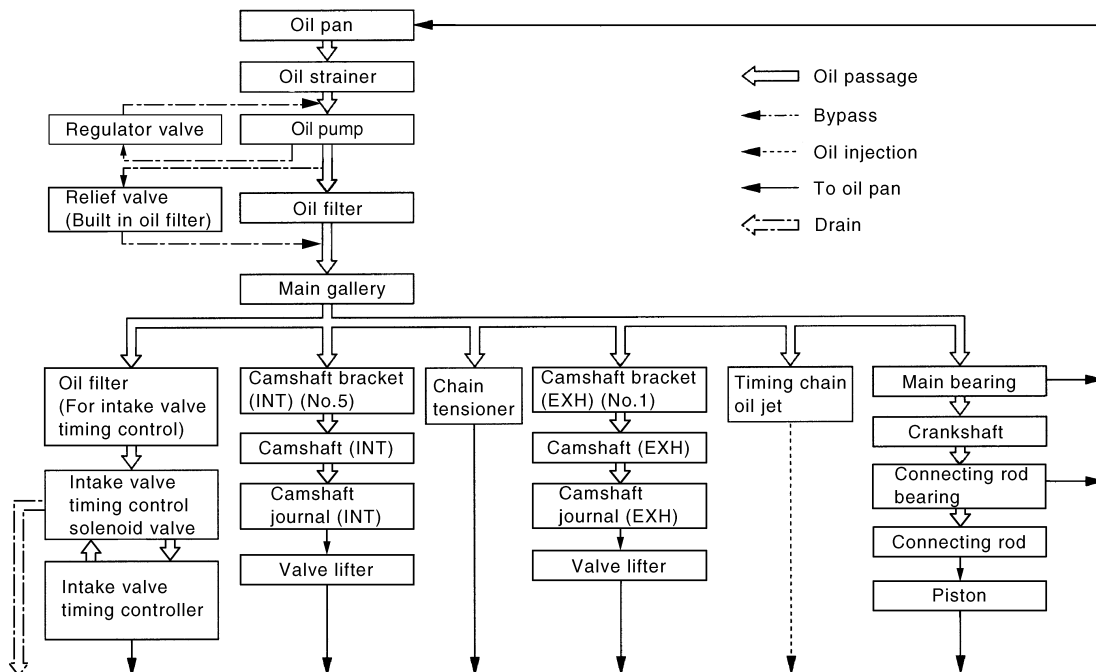 Oil pan
Oil strainer
Oil passage
Bypass
Regulator valve
Oil pump
Oil injection
To oil pan
Relief valve
(Built in oil filter)
Oil filter
Drain
Main gallery
Oil filter
(For intake valve
timing control)
Camshaft bracket
(INT) (No.5)
Chain
tensioner
Camshaft bracket
(EXH) (No.1)
Timing chain
oil jet
Main bearing
Crankshaft
Camshaft (INT)
Camshaft (EXH)
Intake valve
timing control
solenoid valve
Camshaft
journal (INT)
Camshaft
journal (EXH)
Connecting rod
bearing
Connecting rod
Valve lifter
Valve lifter
Intake valve
timing controller
Piston